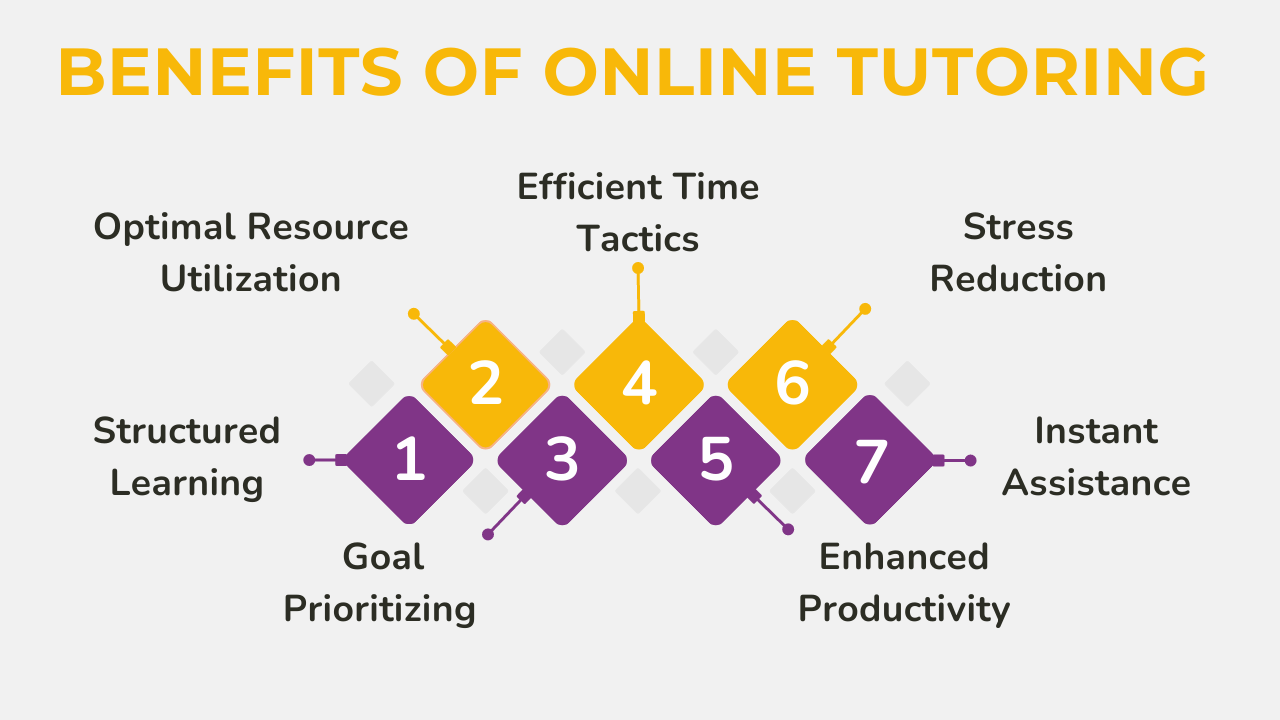 BENEFITS OF ONLINE TUTORING
Efficient Time
Tactics
Optimal Resource
Utilization
Stress
Reduction
2
4
6
Structured
Learning
1
3
5
7
Instant
Assistance
Goal
Prioritizing
Enhanced
Productivity